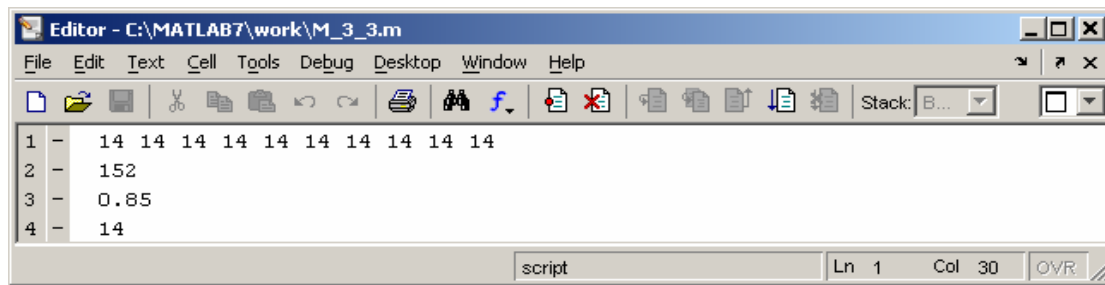 Editor - C:\MATLAB7\work\M_3_3.m
File Edit Text Cell Tools Debug Desktop Window Help
Stack: B...
1 - 14 14 14 14 14 14 14 14 14 14
2 - 152
3 - 0.85
4 - 14
script Ln 1 Col 30 OVR